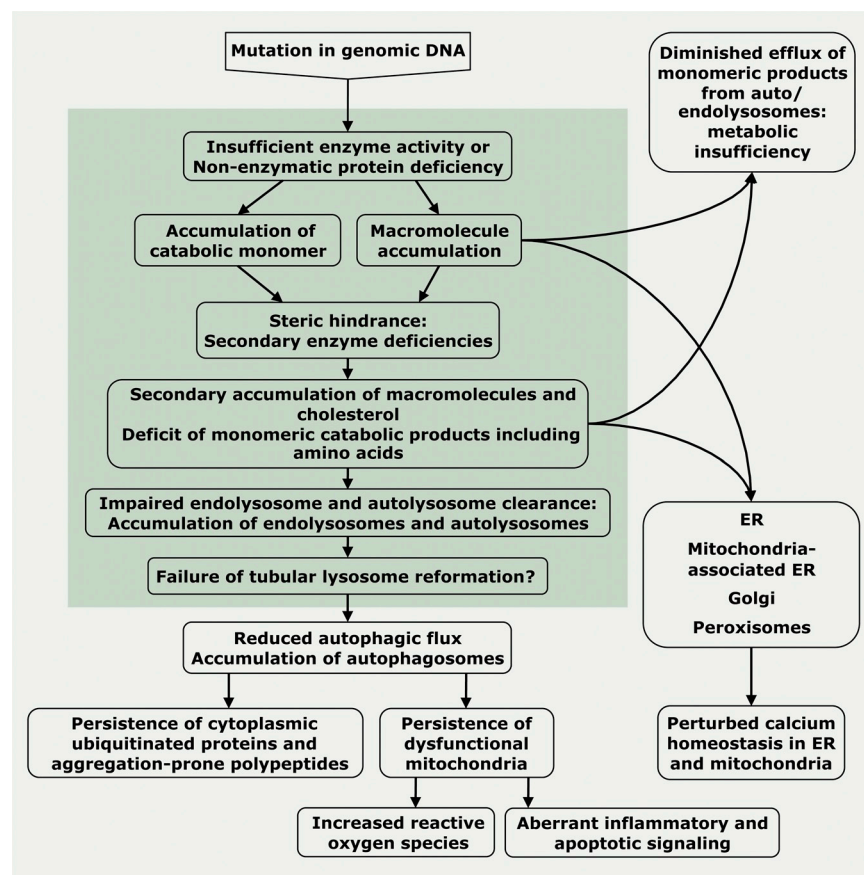 Mutation in genomic DNA
Diminished efflux of
monomeric products
from auto/
endolysosomes:
metabolic
insufficiency
Insufficient enzyme activity or
Non-enzymatic protein deficiency
Accumulation of
catabolic monomer
Macromolecule
accumulation
Steric hindrance:
Secondary enzyme deficiencies
Secondary accumulation of macromolecules and
cholesterol
Deficit of monomeric catabolic products including
amino acids
Impaired endolysosome and autolysosome clearance:
Accumulation of endolysosomes and autolysosomes
Failure of tubular lysosome reformation?
ER
Mitochondria-
associated ER
Golgi
Peroxisomes
Reduced autophagic flux
Accumulation of autophagosomes
Persistence of cytoplasmic
ubiquitinated proteins and
aggregation-prone polypeptides
Persistence of
dysfunctional
mitochondria
Perturbed calcium
homeostasis in ER
and mitochondria
Increased reactive
oxygen species
Aberrant inflammatory and
apoptotic signaling